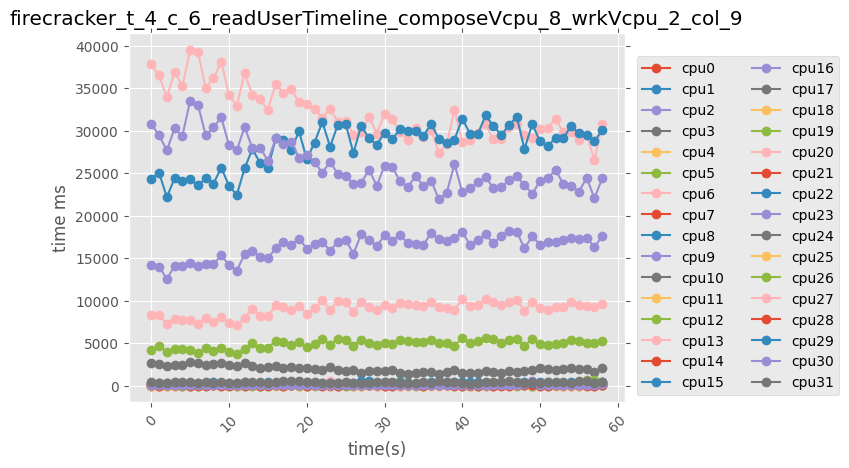 firecracker_t_4_c_6_readUserTimeline_composeVcpu_8_wrkVcpu_2_col_9
time ms
40000
35000
30000
25000
20000
15000
10000
5000
0
0
10
20
30
40
50
60
time(s)
cpu0
cpu1
cpu2
cpu3
cpu4
cpu5
cpu6
cpu7
cpu8
cpu9
cpu10
cpu11
cpu12
cpu13
cpu14
cpu15
cpu16
cpu17
cpu18
cpu19
cpu20
cpu21
cpu22
cpu23
cpu24
cpu25
cpu26
cpu27
cpu28
cpu29
cpu30
cpu31